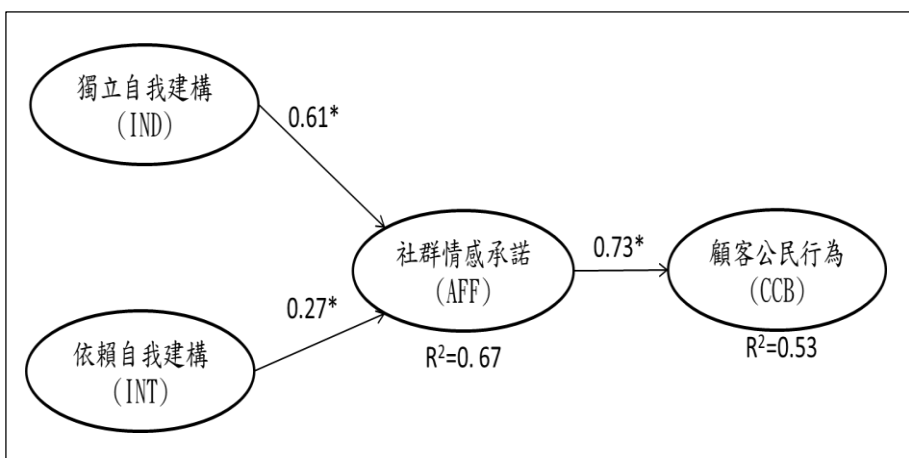 獨立自我建構
(IND)
0.61*
社群情感承諾
(AFF)
0.73*
顧客公民行為
(CCB)
0.27*
R²=0.67
R²=0.53
依賴自我建構
(INT)